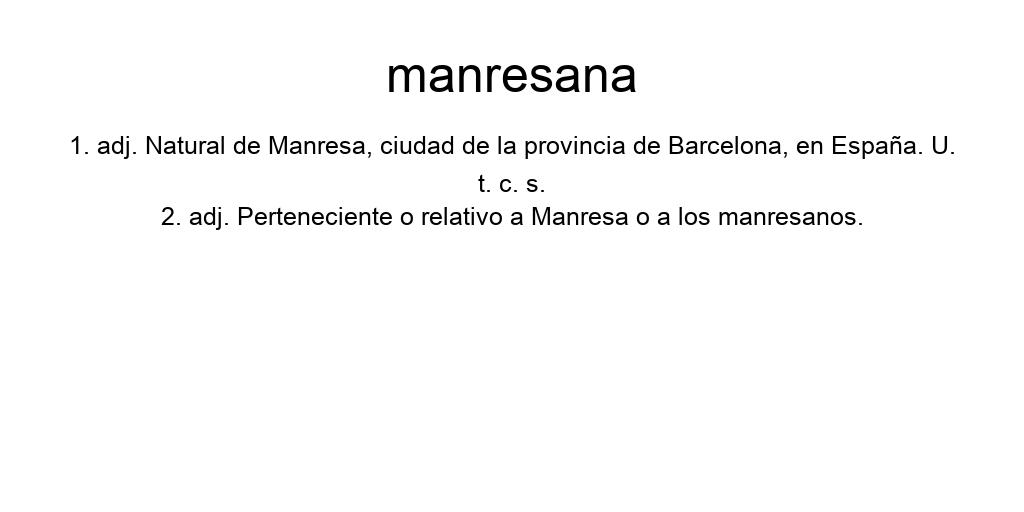 manresana
1. adj. Natural de Manresa, ciudad de la provincia de Barcelona, en España. U.
t. c. s.
2. adj. Perteneciente o relativo a Manresa o a los manresanos.